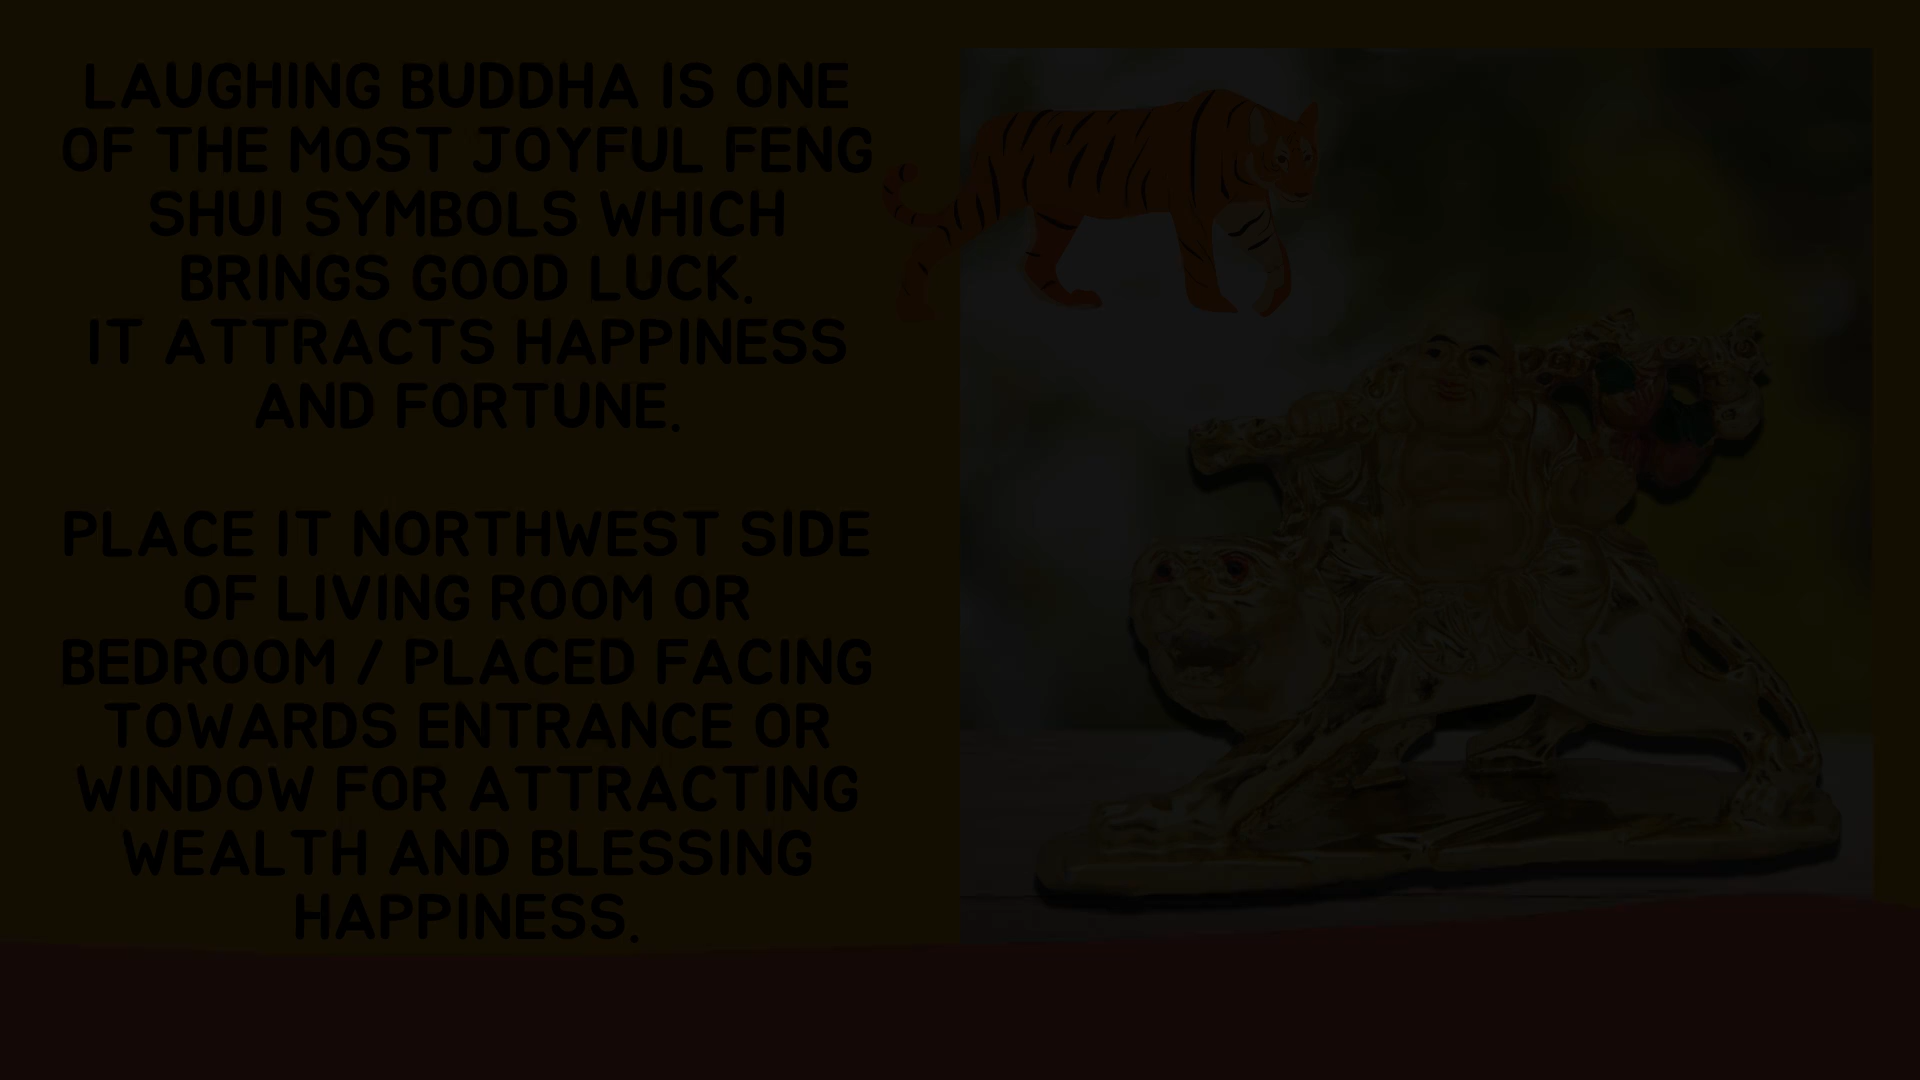 LAUGHING BUDDHA IS ONE
OF THE MOST JOYFUL FENG
SHUI SYMBOLS WHICH
BRINGS GOOD LUCK.
IT ATTRACTS HAPPINESS
AND FORTUNE.
PLACE IT NORTHWEST SIDE
OF LIVING ROOM OR
BEDROOM / PLACED FACING
TOWARDS ENTRANCE OR
WINDOW FOR ATTRACTING
WEALTH AND BLESSING
HAPPINESS.